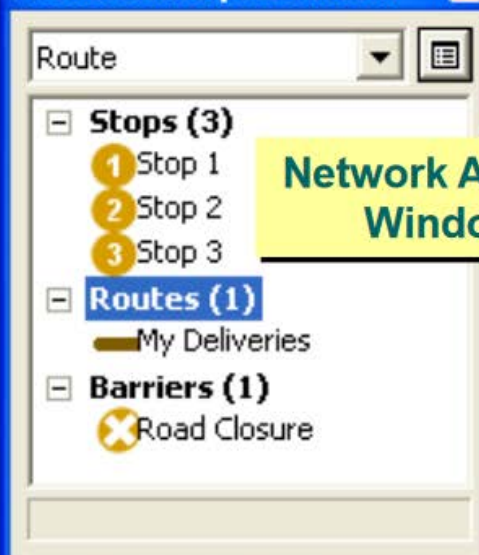 Route
Stops (3)
1 Stop 1
2 Stop 2
3 Stop 3
Network
Routes (1)
My Deliveries
Barriers (1)
Road Closure